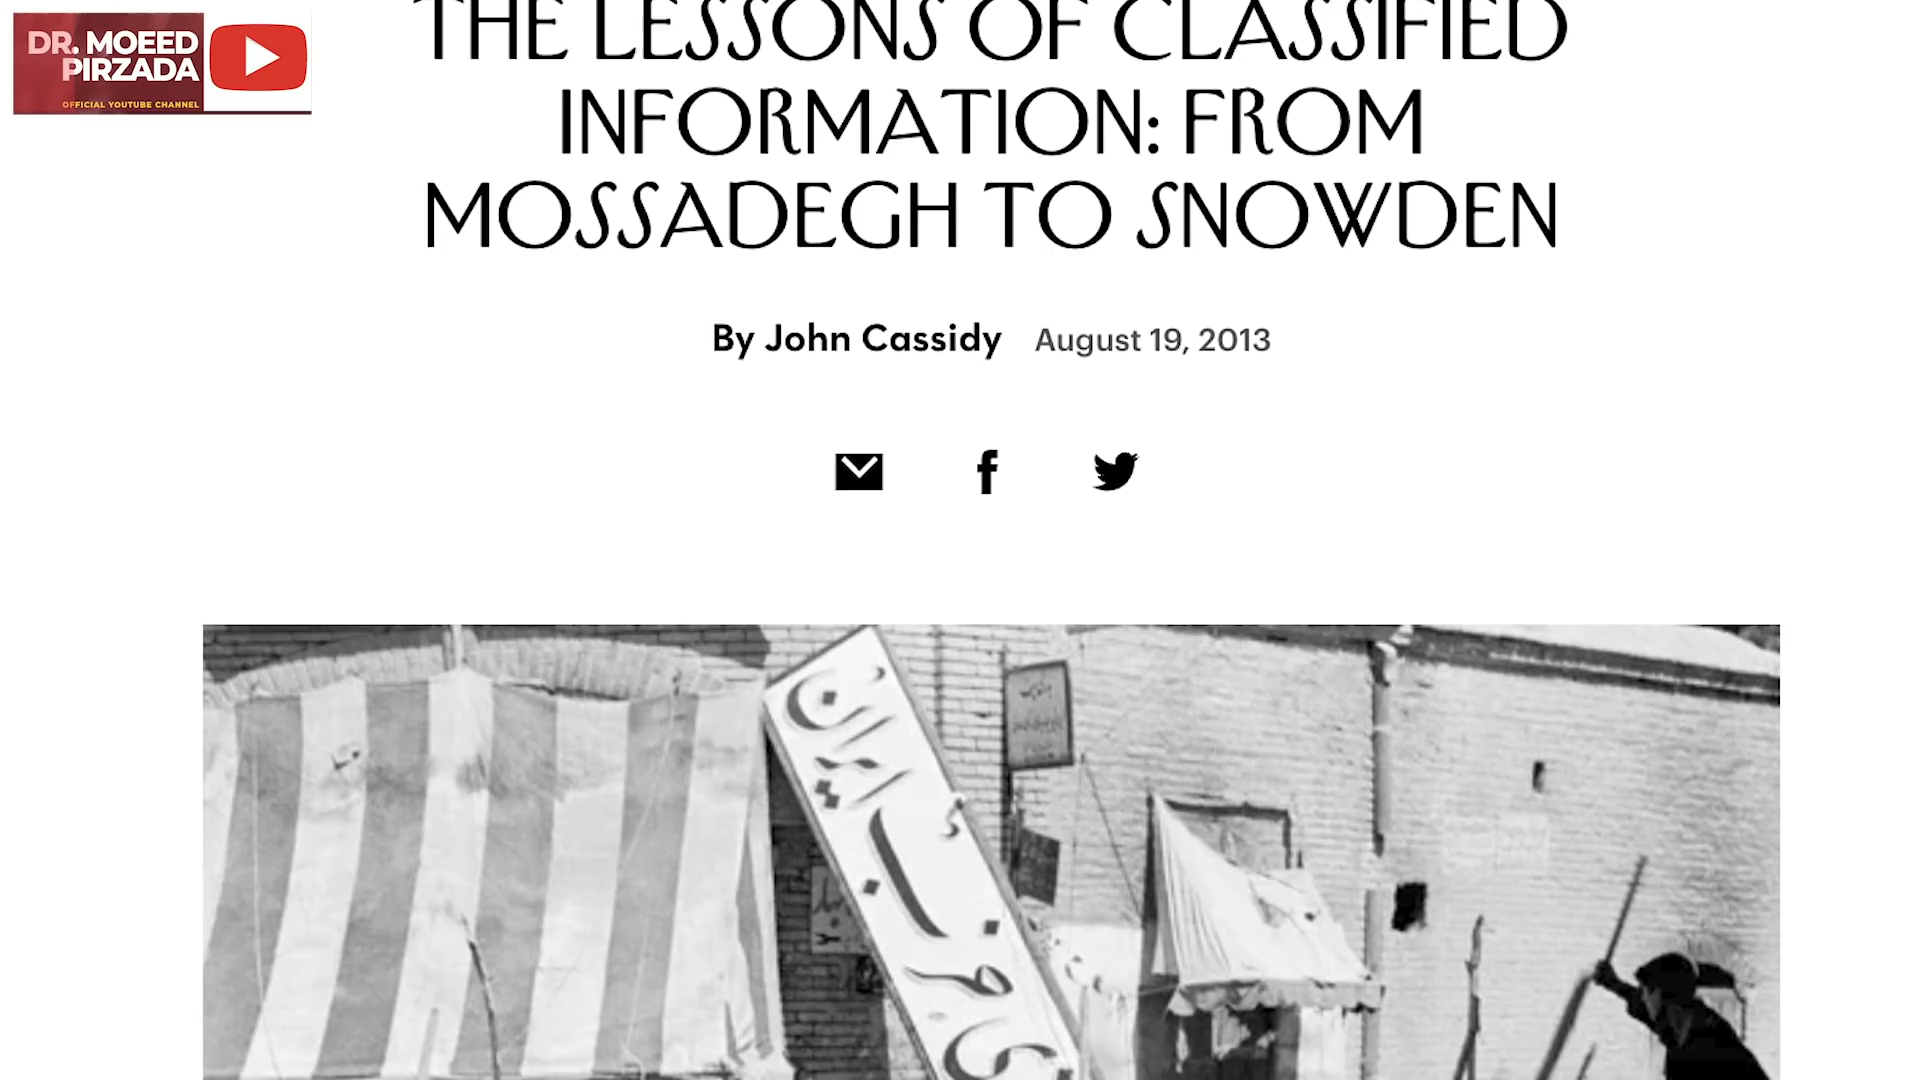 DR. MOEED
PIRZADA
OFFICIAL YOUTUBE CHANNEL
THE LESSONS OF CLASSIFIED
INFORMATION: FROM
MOSSADEGH TO SNOWDEN
By John Cassidy August 19, 2013
ایران